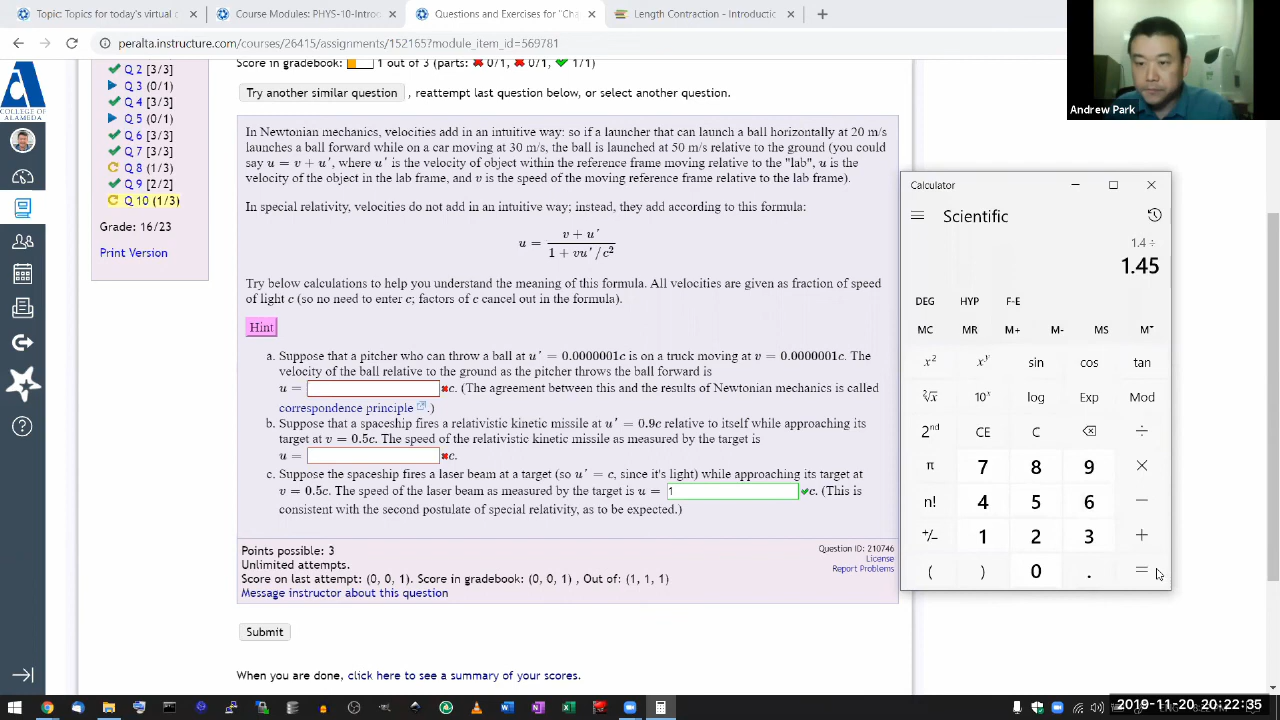 Topic: Topics for today's virtual c
Course Modules: PHYS-10-Introdu
Questions and Exercises for "Cha
Length Contraction - Introductio
peralta.instructure.com/courses/26415/assignments/152165?module_item_id=569781
Andrew Park
COLLEGE OF
ALAMEDA
Q 2 [3/3]
Q 3 (0/1)
Q 4 [3/3]
Q 5 (0/1)
Q 6 [3/3]
Q 7 [3/3]
Q 8 (1/3)
Q 9 [2/2]
Q 10 (1/3)
Grade: 16/23
Print Version
Score in gradebook: 1 out of 3 (parts: 0/1, 0/1, 1/1)
Try another similar question , reattempt last question below, or select another question.
In Newtonian mechanics, velocities add in an intuitive way: so if a launcher that can launch a ball horizontally at 20 m/s
launches a ball forward while on a car moving at 30 m/s, the ball is launched at 50 m/s relative to the ground (you could
say u = v + u′, where u′ is the velocity of object within the reference frame moving relative to the "lab", u is the
velocity of the object in the lab frame, and v is the speed of the moving reference frame relative to the lab frame).
In special relativity, velocities do not add in an intuitive way; instead, they add according to this formula:
u = (v + u′) / (1 + vu′/c²)
Try below calculations to help you understand the meaning of this formula. All velocities are given as fraction of speed
of light c (so no need to enter c; factors of c cancel out in the formula).
Hint
a. Suppose that a pitcher who can throw a ball at u′ = 0.0000001c is on a truck moving at v = 0.0000001c. The
velocity of the ball relative to the ground as the pitcher throws the ball forward is
u = c. (The agreement between this and the results of Newtonian mechanics is called
correspondence principle .)
b. Suppose that a spaceship fires a relativistic kinetic missile at u′ = 0.9c relative to itself while approaching its
target at v = 0.5c. The speed of the relativistic kinetic missile as measured by the target is
u = c.
c. Suppose the spaceship fires a laser beam at a target (so u′ = c, since it's light) while approaching its target at
v = 0.5c. The speed of the laser beam as measured by the target is u = 1 c. (This is
consistent with the second postulate of special relativity, as to be expected.)
Points possible: 3
Unlimited attempts.
Score on last attempt: (0, 0, 1). Score in gradebook: (0, 0, 1) , Out of: (1, 1, 1)
Message instructor about this question
Question ID: 210746
License
Report Problems
Submit
When you are done, click here to see a summary of your scores.
Calculator
Scientific
1.4 ÷
1.45
DEG HYP F-E
MC MR M+ M- MS M˅
x² xʸ sin cos tan
²√x 10ˣ log Exp Mod
2ⁿᵈ CE C ÷
π 7 8 9 ×
n! 4 5 6 −
+/− 1 2 3 +
( ) 0 . =
2019-11-20 20:22:35